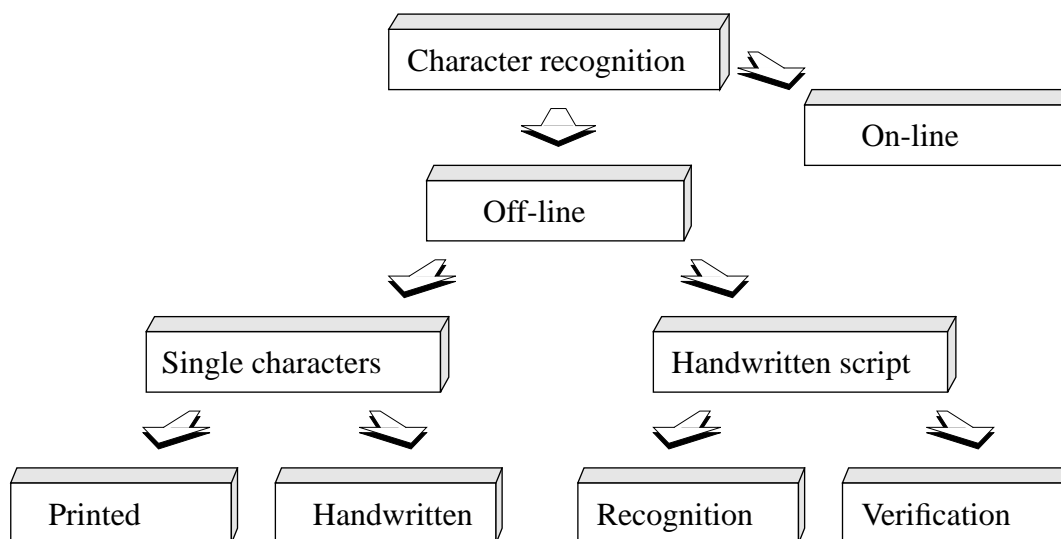 Character recognition
On-line
Off-line
Single characters
Handwritten script
Printed
Handwritten
Recognition
Verification